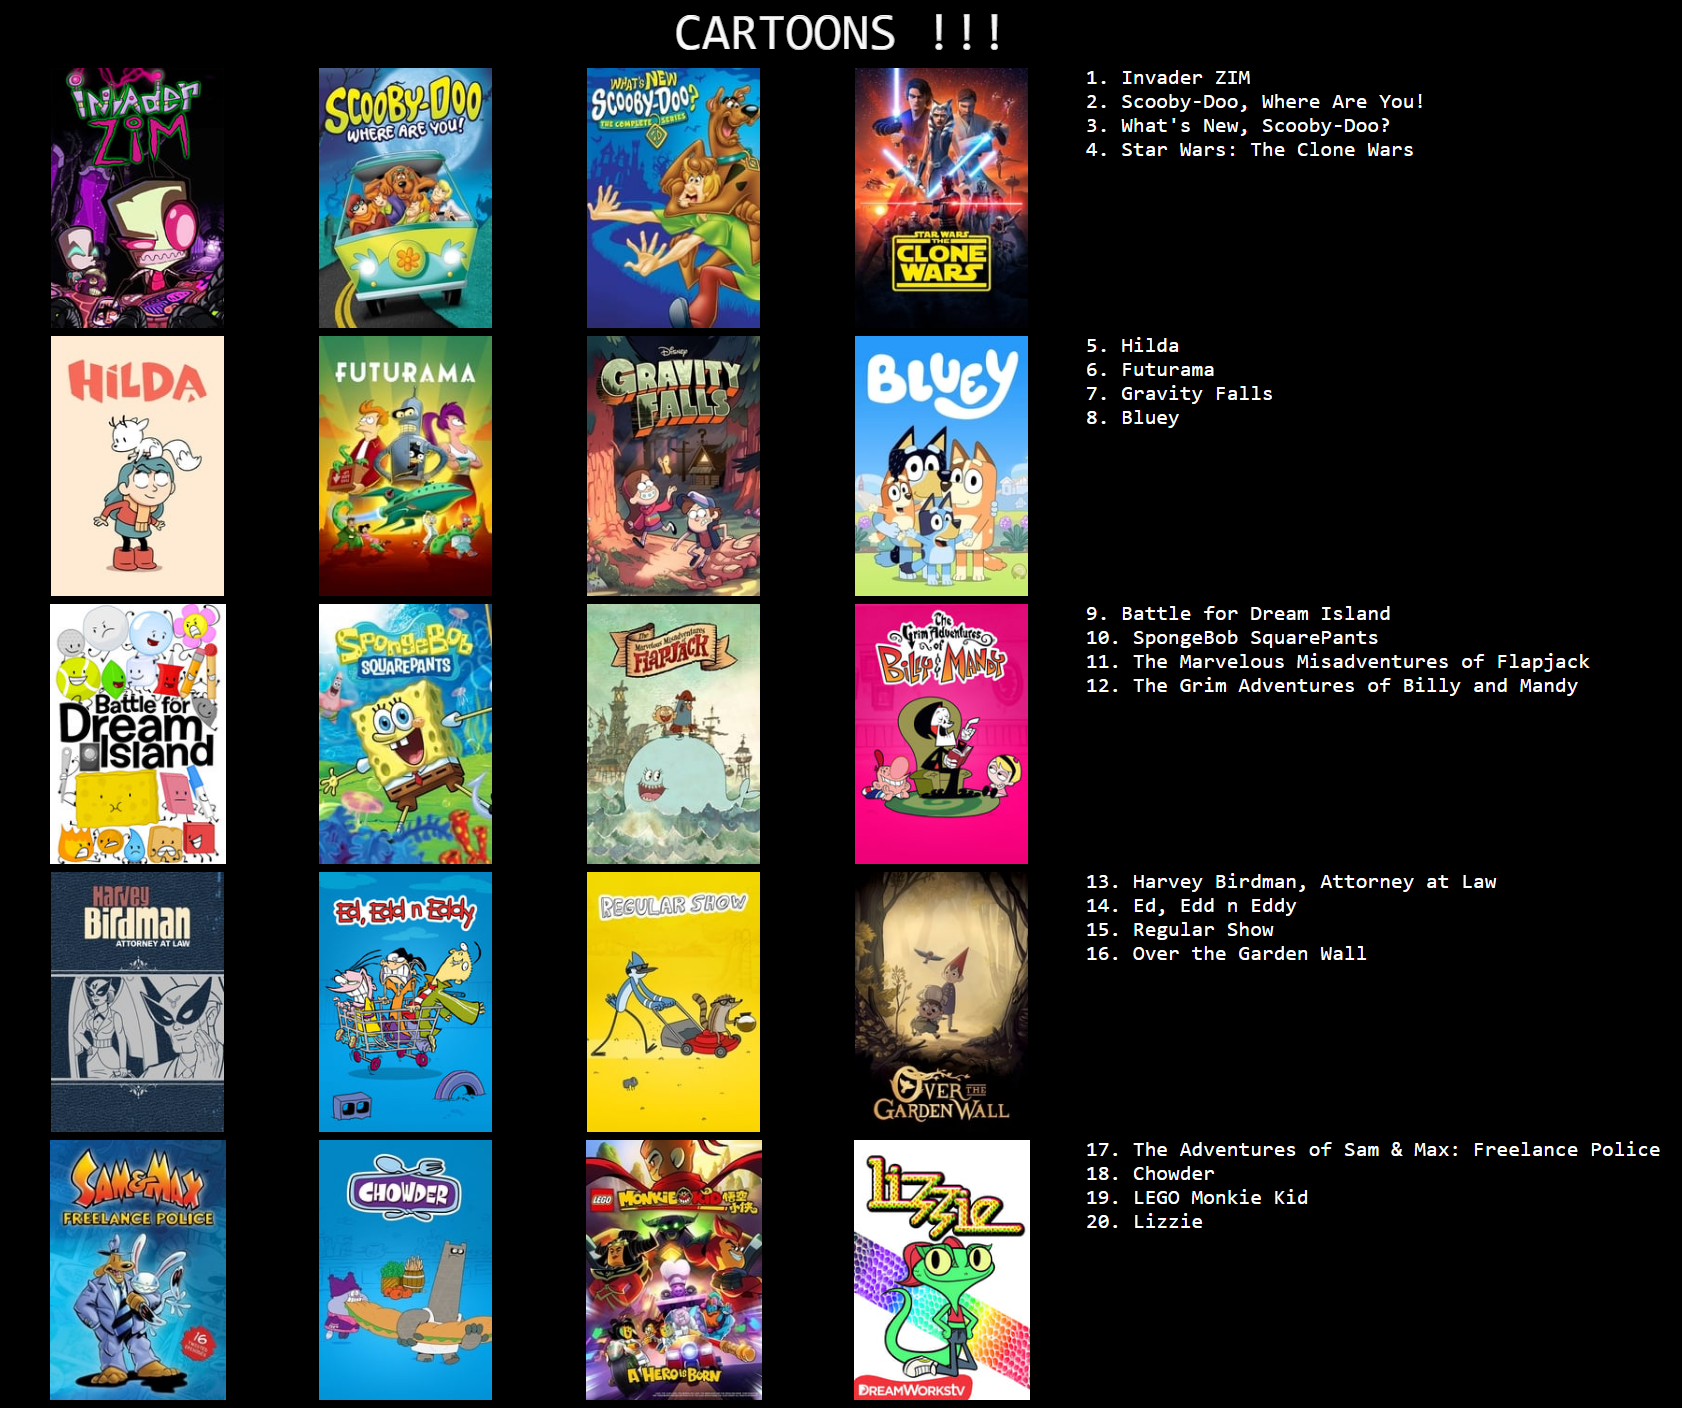 CARTOONS !!!
invader ZiM
SCOOBY-DOO
WHERE ARE YOU!
WHAT'S NEW
SCOOBY-DOO?
THE COMPLETE SERIES
STAR WARS
THE
CLONE
WARS
1. Invader ZIM
2. Scooby-Doo, Where Are You!
3. What's New, Scooby-Doo?
4. Star Wars: The Clone Wars
HiLDA
FUTURAMA
Disney
GRAVITY
FALLS
BLUEY
5. Hilda
6. Futurama
7. Gravity Falls
8. Bluey
Battle for
Dream
Island
SPONGEBOB
SQUAREPANTS
The
Marvelous Misadventures
of
FLAPJACK
The
Grim Adventures
of
BILLY & MANDY
9. Battle for Dream Island
10. SpongeBob SquarePants
11. The Marvelous Misadventures of Flapjack
12. The Grim Adventures of Billy and Mandy
HARVEY
Birdman
ATTORNEY AT LAW
Ed, Edd n Eddy
REGULAR SHOW
OVER THE
GARDEN WALL
13. Harvey Birdman, Attorney at Law
14. Ed, Edd n Eddy
15. Regular Show
16. Over the Garden Wall
SAM & MAX
FREELANCE POLICE
16
CHOWDER
LEGO MONKIE KID 悟空小侠
A HERO IS BORN
lizzie
DREAMWORKSTV
17. The Adventures of Sam & Max: Freelance Police
18. Chowder
19. LEGO Monkie Kid
20. Lizzie